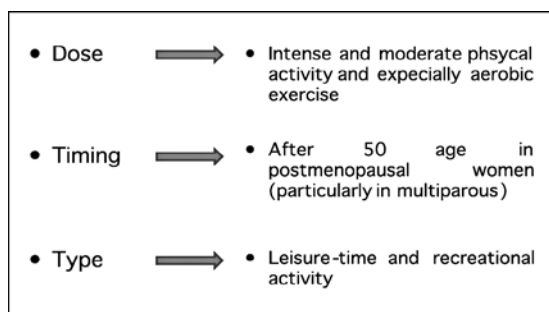 • Dose
• Intense and moderate phsycal
activity and expecially aerobic
exercise
• Timing
• After 50 age in
postmenopausal women
(particularly in multiparous)
• Type
• Leisure-time and recreational
activity